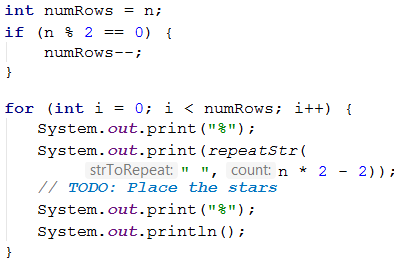 int numRows = n;
if (n % 2 == 0) {
numRows--;
}
for (int i = 0; i < numRows; i++) {
System.out.print("%");
System.out.print(repeatStr(
strToRepeat: " ", count: n * 2 - 2));
// TODO: Place the stars
System.out.print("%");
System.out.println();
}